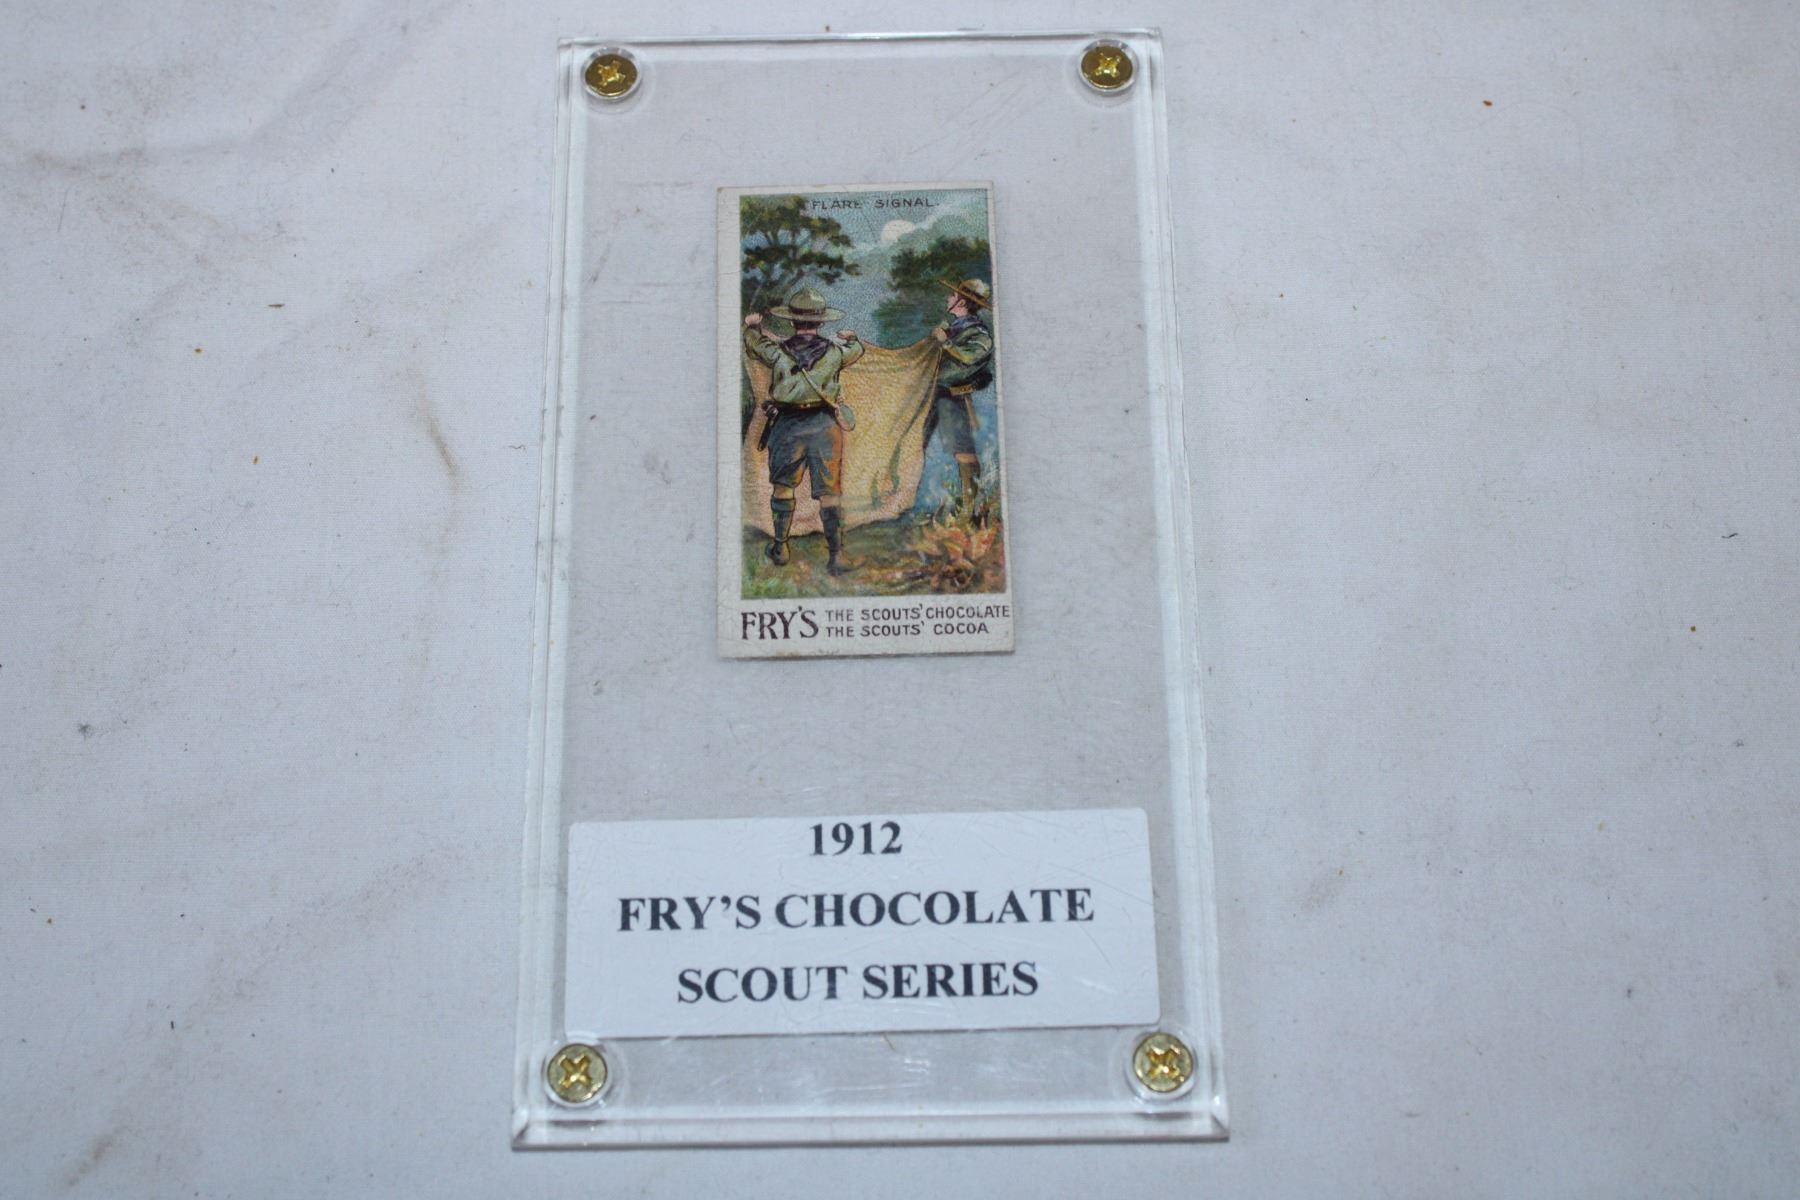 FLARE SIGNAL.
FRY'S THE SCOUTS' CHOCOLATE
THE SCOUTS' COCOA
1912
FRY'S CHOCOLATE
SCOUT SERIES